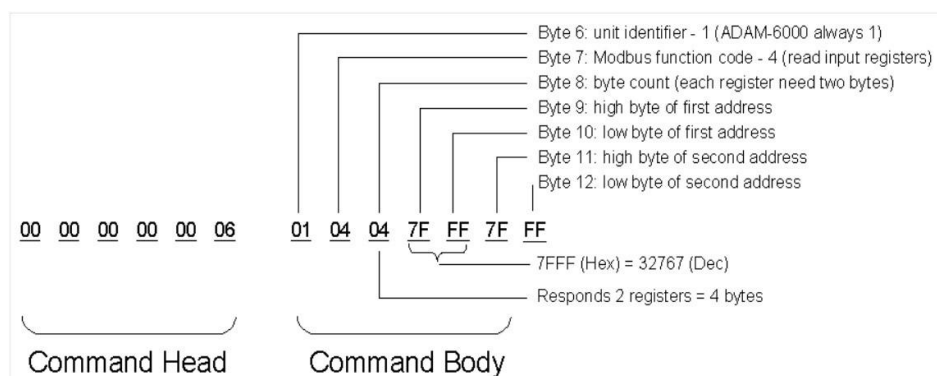 Byte 6: unit identifier - 1 (ADAM-6000 always 1)
Byte 7: Modbus function code - 4 (read input registers)
Byte 8: byte count (each register need two bytes)
Byte 9: high byte of first address
Byte 10: low byte of first address
Byte 11: high byte of second address
Byte 12: low byte of second address
00 00 00 00 00 06 01 04 04 7F FF 7F FF
7FFF (Hex) = 32767 (Dec)
Responds 2 registers = 4 bytes
Command Head Command Body